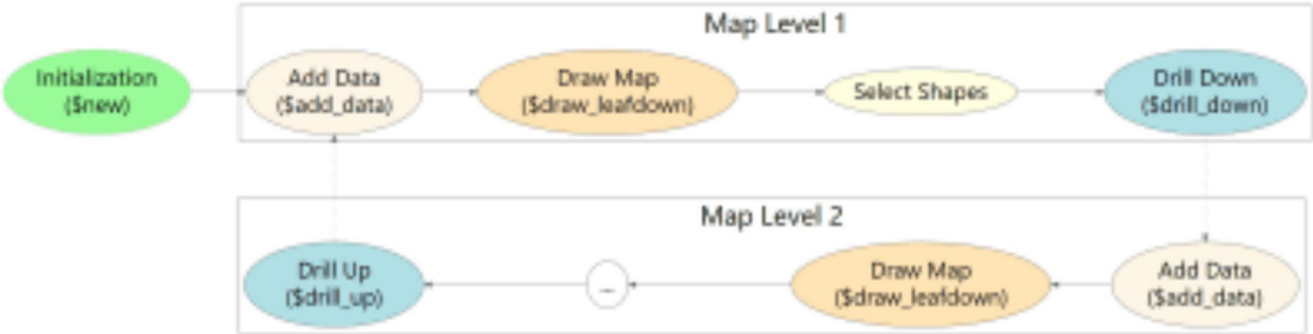 Map Level 1
Initialization
($new)
Add Data
($add_data)
Draw Map
($draw_leafdown)
Select Shapes
Drill Down
($drill_down)
Map Level 2
Drill Up
($drill_up)
...
Draw Map
($draw_leafdown)
Add Data
($add_data)